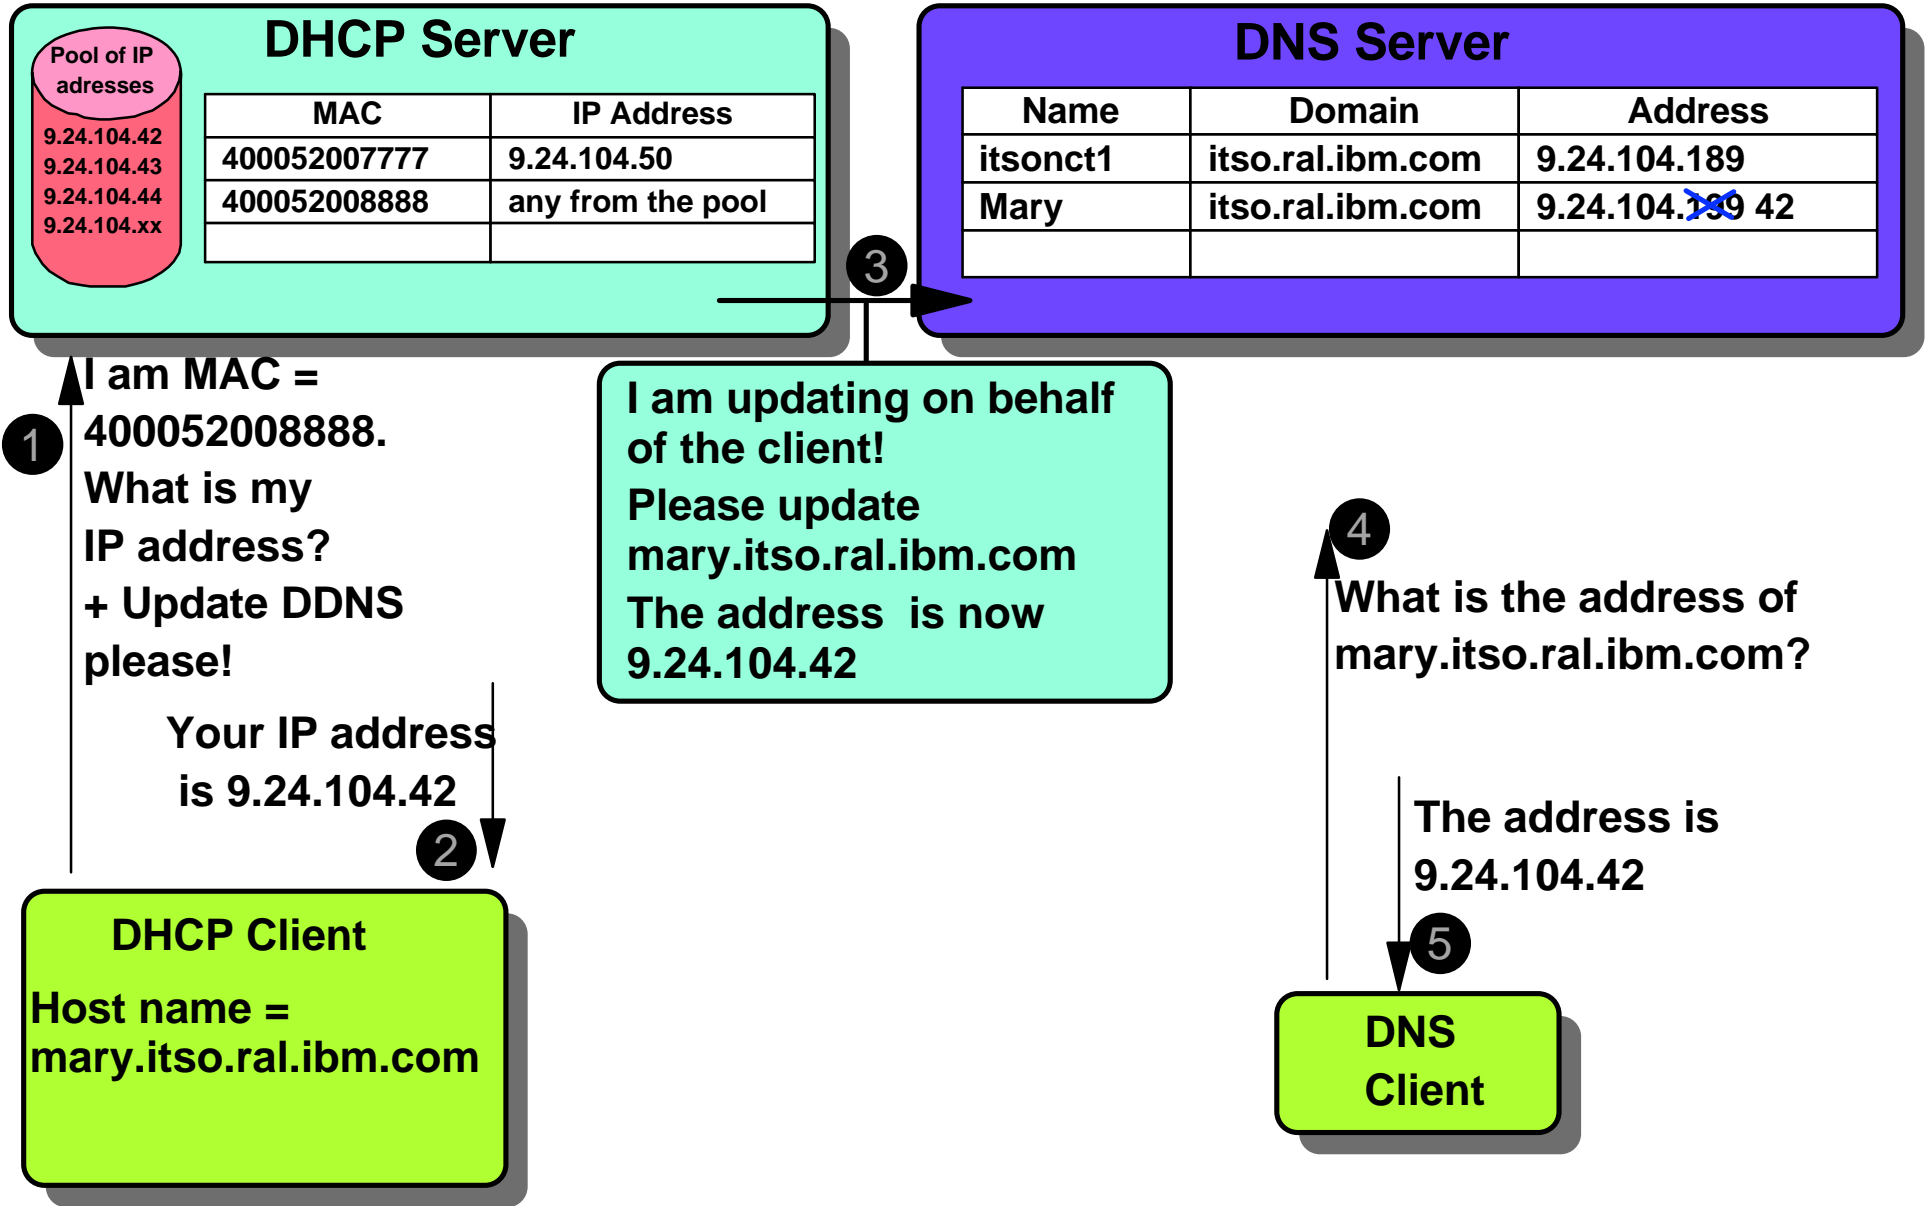 DHCP Server
Pool of IP
adresses
9.24.104.42
9.24.104.43
9.24.104.44
9.24.104.xx
MAC IP Address
400052007777 9.24.104.50
400052008888 any from the pool
DNS Server
Name Domain Address
itsonct1 itso.ral.ibm.com 9.24.104.189
Mary itso.ral.ibm.com 9.24.104.199 42
3
1
I am MAC =
400052008888.
What is my
IP address?
+ Update DDNS
please!
Your IP address
is 9.24.104.42
2
I am updating on behalf
of the client!
Please update
mary.itso.ral.ibm.com
The address is now
9.24.104.42
4
What is the address of
mary.itso.ral.ibm.com?
The address is
9.24.104.42
5
DHCP Client
Host name =
mary.itso.ral.ibm.com
DNS
Client